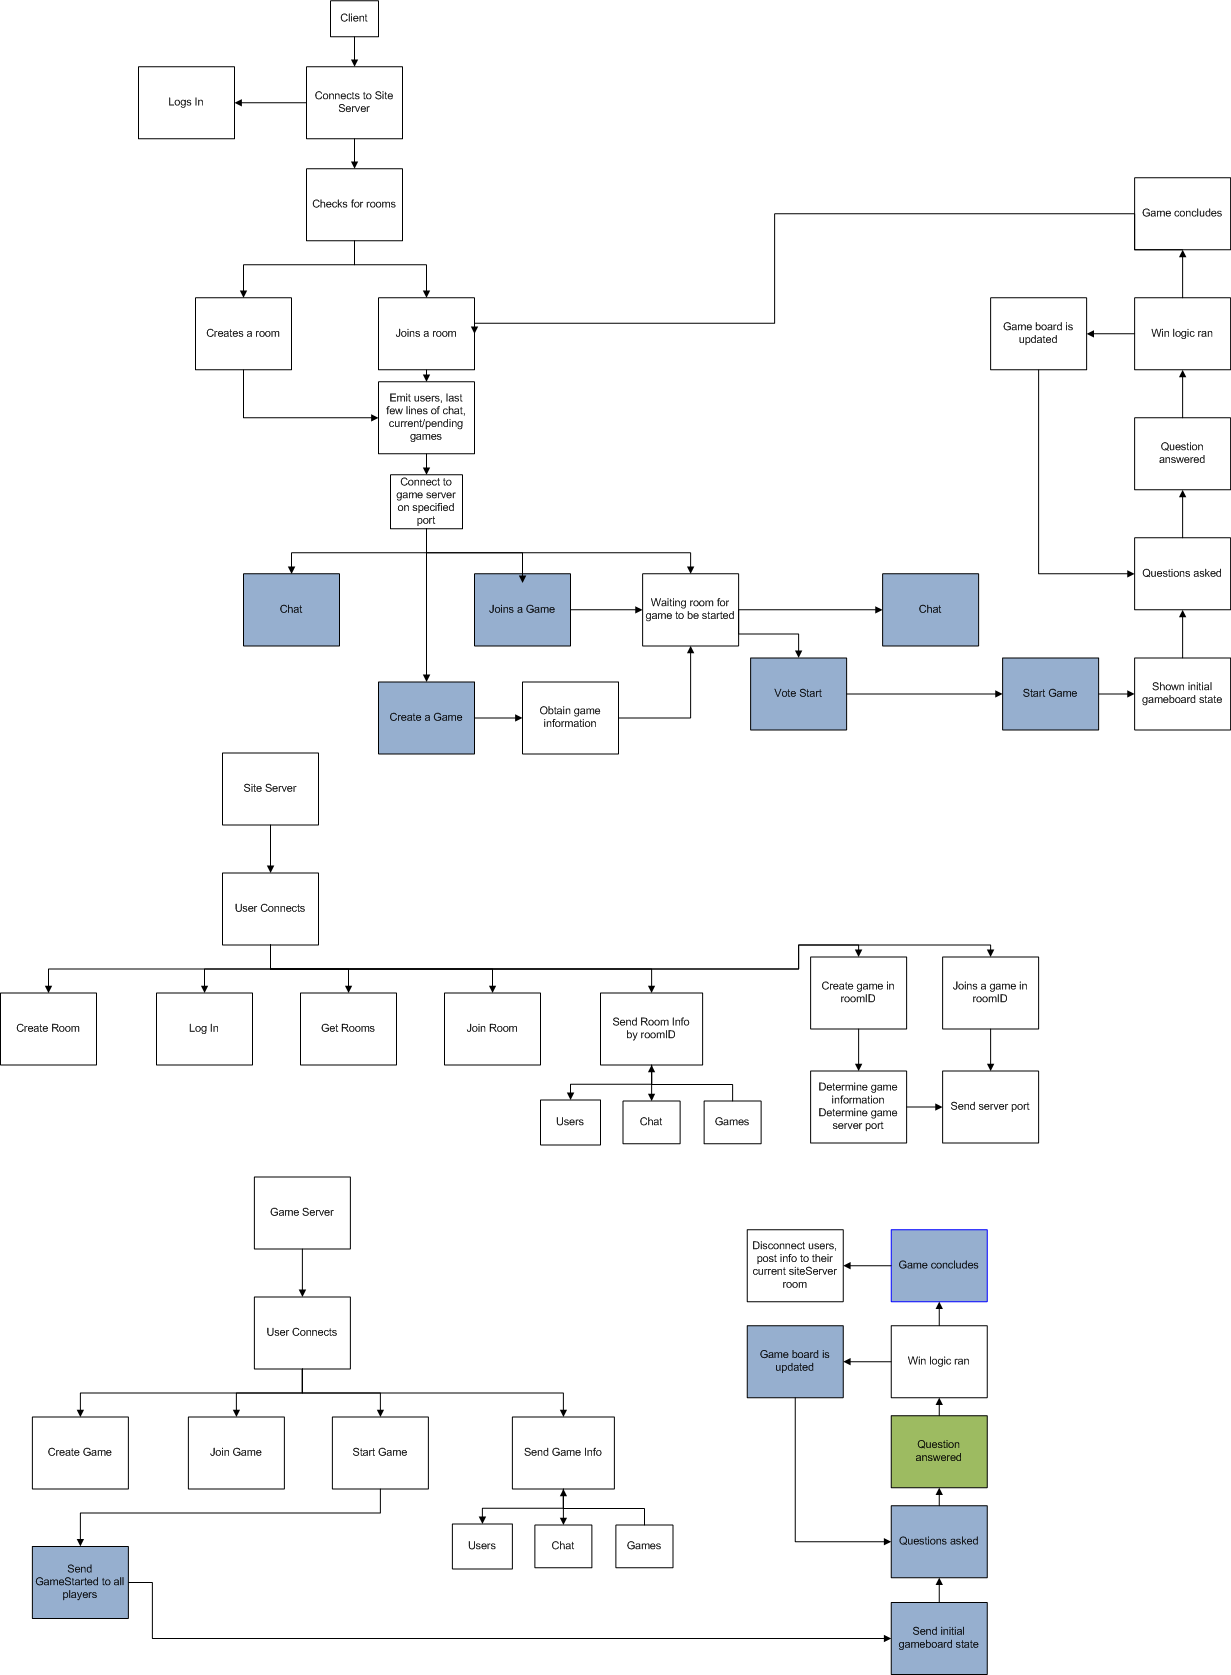 Client
Logs In
Connects to Site
Server
Checks for rooms
Game concludes
Creates a room
Joins a room
Game board is
updated
Win logic ran
Emit users, last
few lines of chat,
current/pending
games
Question
answered
Connect to
game server
on specified
port
Questions asked
Chat
Joins a Game
Waiting room for
game to be started
Chat
Create a Game
Obtain game
information
Vote Start
Start Game
Shown initial
gameboard state
Site Server
User Connects
Create Room
Log In
Get Rooms
Join Room
Send Room Info
by roomID
Create game in
roomID
Joins a game in
roomID
Users
Chat
Games
Determine game
information
Determine game
server port
Send server port
Game Server
User Connects
Disconnect users,
post info to their
current siteServer
room
Game concludes
Game board is
updated
Win logic ran
Create Game
Join Game
Start Game
Send Game Info
Question
answered
Users
Chat
Games
Questions asked
Send
GameStarted to all
players
Send initial
gameboard state